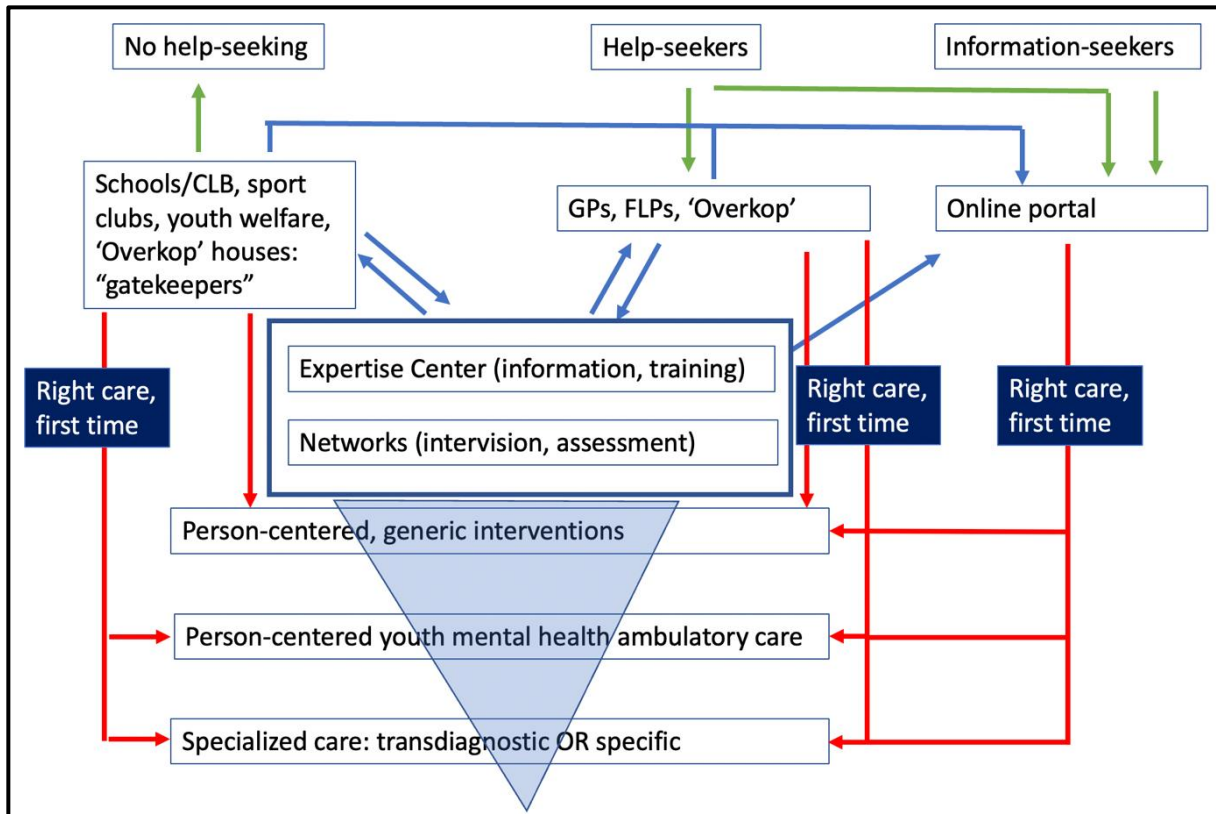 No help-seeking
Help-seekers
Information-seekers
Schools/CLB, sport
clubs, youth welfare,
‘Overkop’ houses:
“gatekeepers”
GPs, FLPs, ‘Overkop’
Online portal
Expertise Center (information, training)
Networks (intervision, assessment)
Right care,
first time
Right care,
first time
Right care,
first time
Person-centered, generic interventions
Person-centered youth mental health ambulatory care
Specialized care: transdiagnostic OR specific